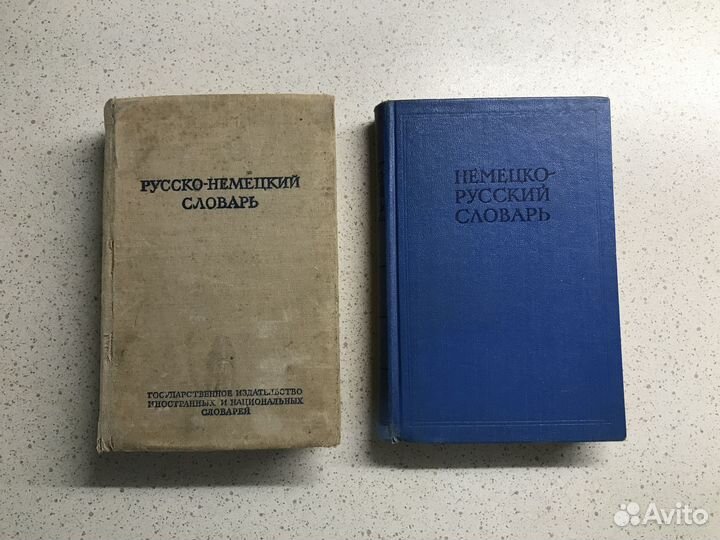 РУССКО-НЕМЕЦКИЙ
СЛОВАРЬ
ГОСУДАРСТВЕННОЕ ИЗДАТЕЛЬСТВО
ИНОСТРАННЫХ И НАЦИОНАЛЬНЫХ
СЛОВАРЕЙ
НЕМЕЦКО-
РУССКИЙ
СЛОВАРЬ
Avito